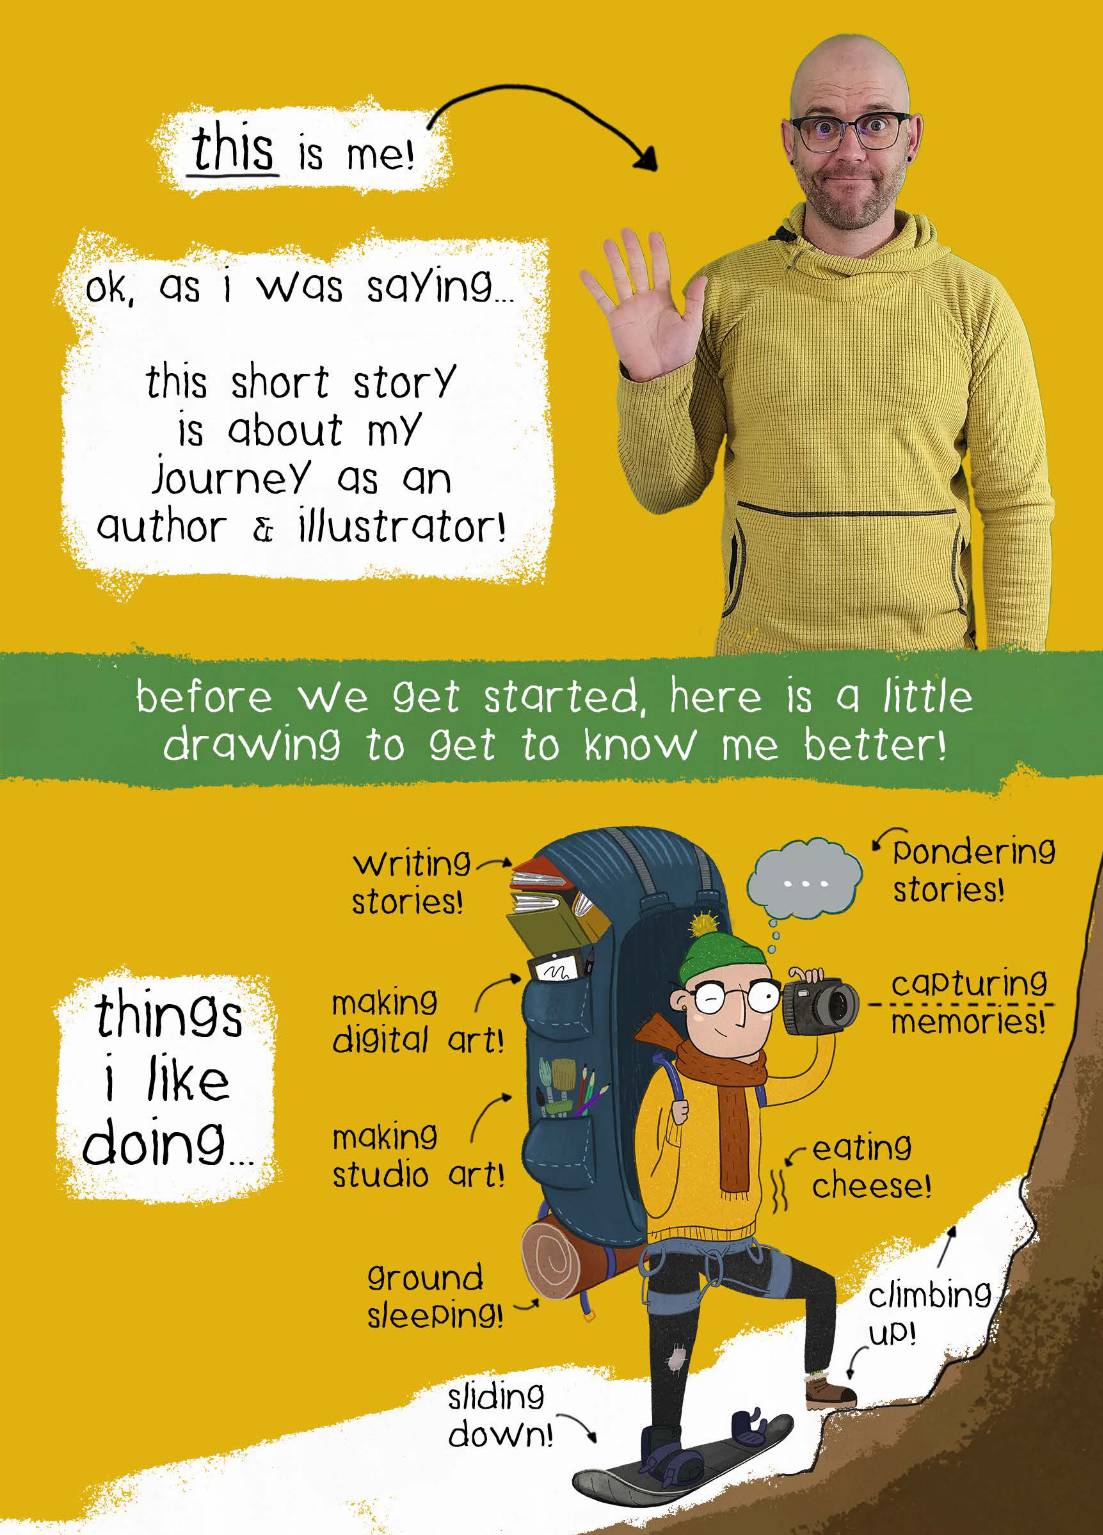 this is me!
ok, as i was saying...
this short story
is about my
journey as an
author & illustrator!
before we get started, here is a little
drawing to get to know me better!
things
i like
doing...
writing
stories!
pondering
stories!
making
digital art!
capturing
memories!
making
studio art!
eating
cheese!
ground
sleeping!
climbing
up!
sliding
down!